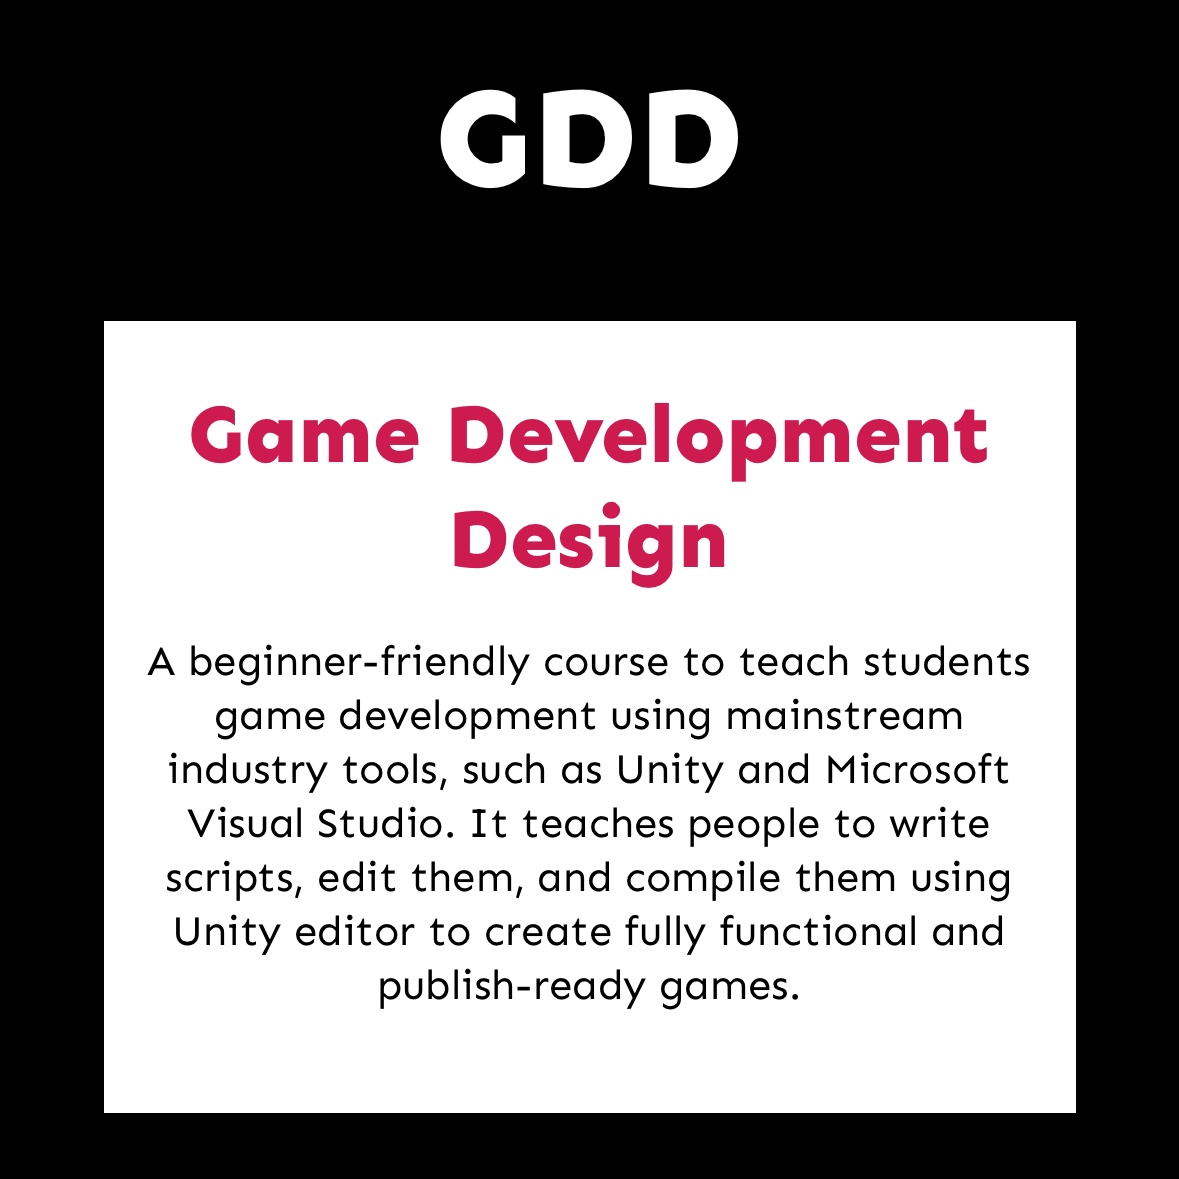 GDD
Game Development
Design
A beginner-friendly course to teach students
game development using mainstream
industry tools, such as Unity and Microsoft
Visual Studio. It teaches people to write
scripts, edit them, and compile them using
Unity editor to create fully functional and
publish-ready games.